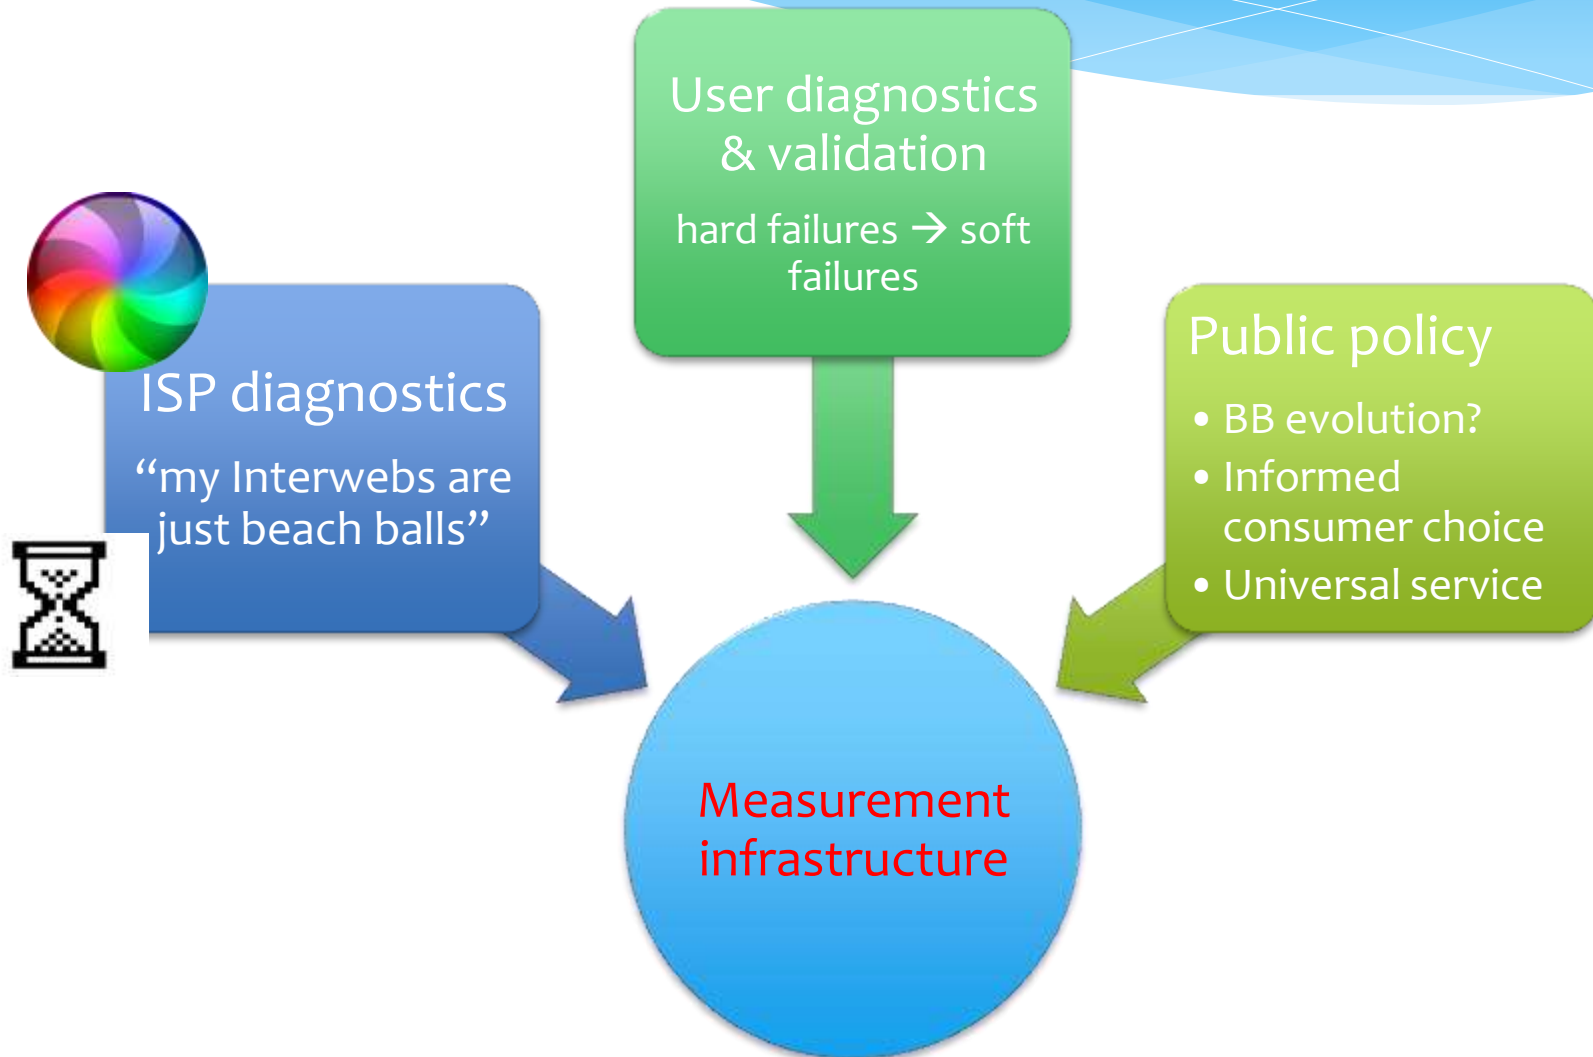 User diagnostics
& validation
hard failures → soft
failures
ISP diagnostics
“my Interwebs are
just beach balls”
Public policy
• BB evolution?
• Informed
consumer choice
• Universal service
Measurement
infrastructure